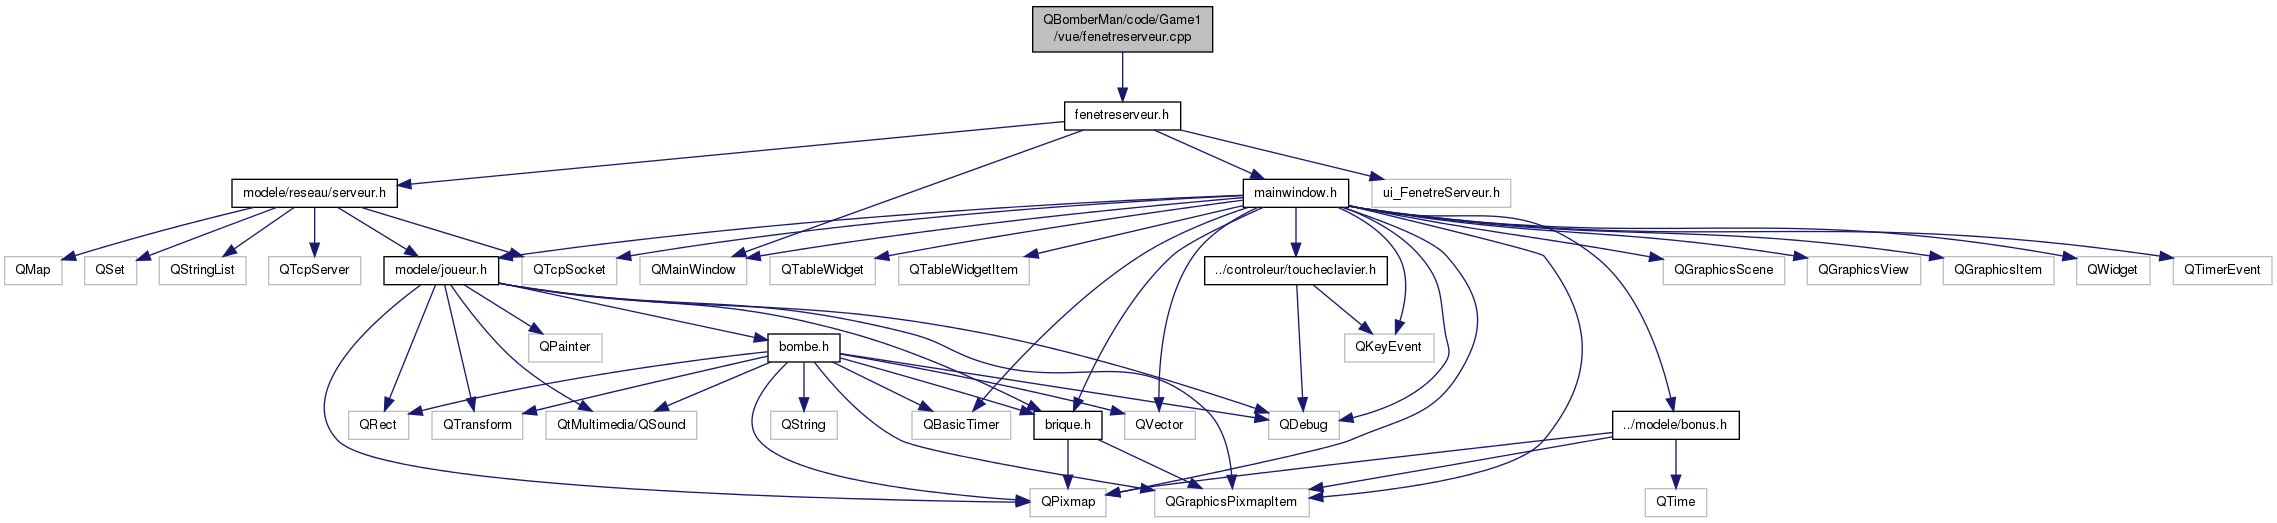 QBomberMan/code/Game1
/vue/fenetreserveur.cpp
fenetreserveur.h
modele/reseau/serveur.h
mainwindow.h
ui_FenetreServeur.h
QMap
QSet
QStringList
QTcpServer
modele/joueur.h
QTcpSocket
QMainWindow
QTableWidget
QTableWidgetItem
../controleur/toucheclavier.h
QGraphicsScene
QGraphicsView
QGraphicsItem
QWidget
QTimerEvent
QPainter
bombe.h
QKeyEvent
QRect
QTransform
QtMultimedia/QSound
QString
QBasicTimer
brique.h
QVector
QDebug
../modele/bonus.h
QPixmap
QGraphicsPixmapItem
QTime